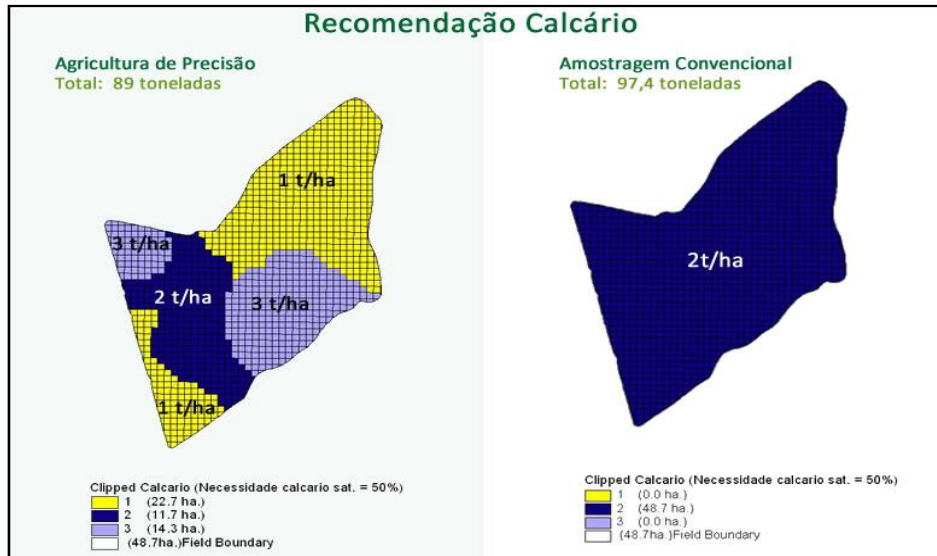 Recomendação Calcário
Agricultura de Precisão
Total: 89 toneladas
1 t/ha
3 t/ha
2 t/ha
3 t/ha
1 t/ha
Clipped Calcario (Necessidade calcario sat. = 50%)
1 (22.7 ha.)
2 (11.7 ha.)
3 (14.3 ha.)
(48.7ha.)Field Boundary
Amostragem Convencional
Total: 97,4 toneladas
2t/ha
Clipped Calcario (Necessidade calcario sat. = 50%)
1 (0.0 ha.)
2 (48.7 ha.)
3 (0.0 ha.)
(48.7ha.)Field Boundary